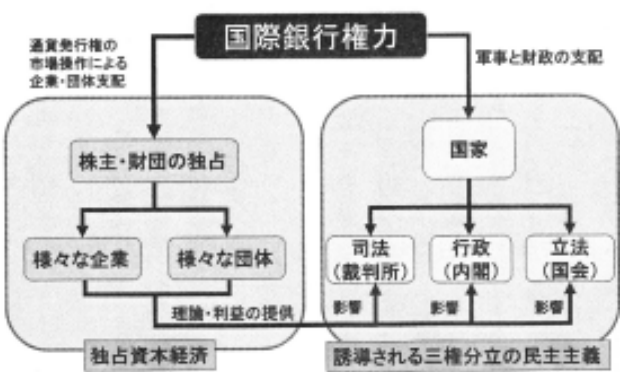 国際銀行権力
通貨発行権の
市場操作による
企業・団体支配
軍事と財政の支配
株主・財団の独占
国家
様々な企業
様々な団体
司法
(裁判所)
行政
(内閣)
立法
(国会)
理論・利益の提供
影響
影響
影響
独占資本経済
誘導される三権分立の民主主義